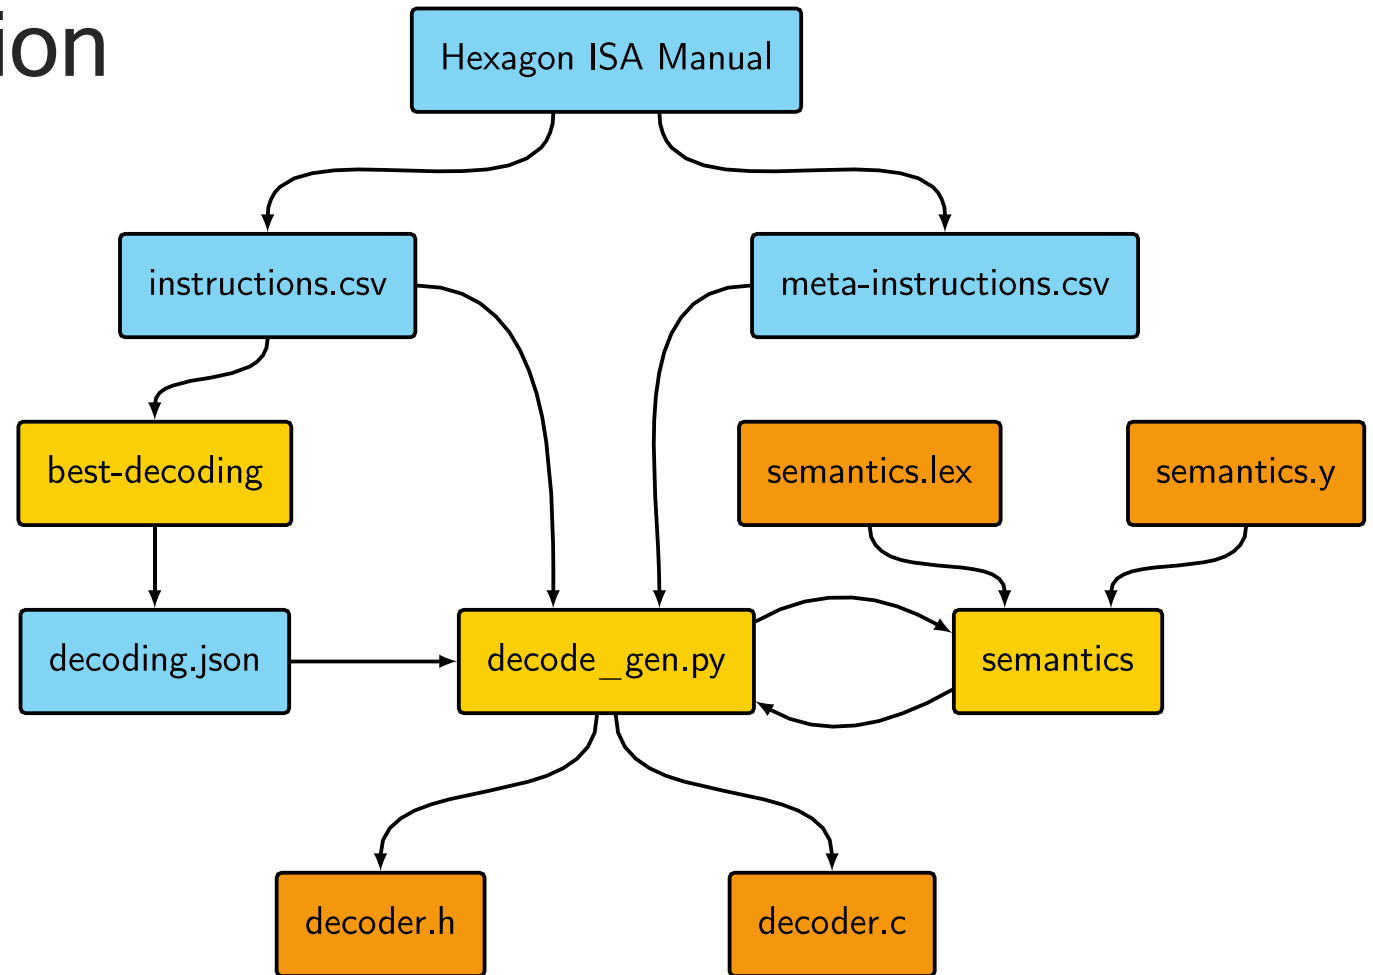 Hexagon ISA Manual
instructions.csv
meta-instructions.csv
best-decoding
semantics.lex
semantics.y
decoding.json
decode_gen.py
semantics
decoder.h
decoder.c